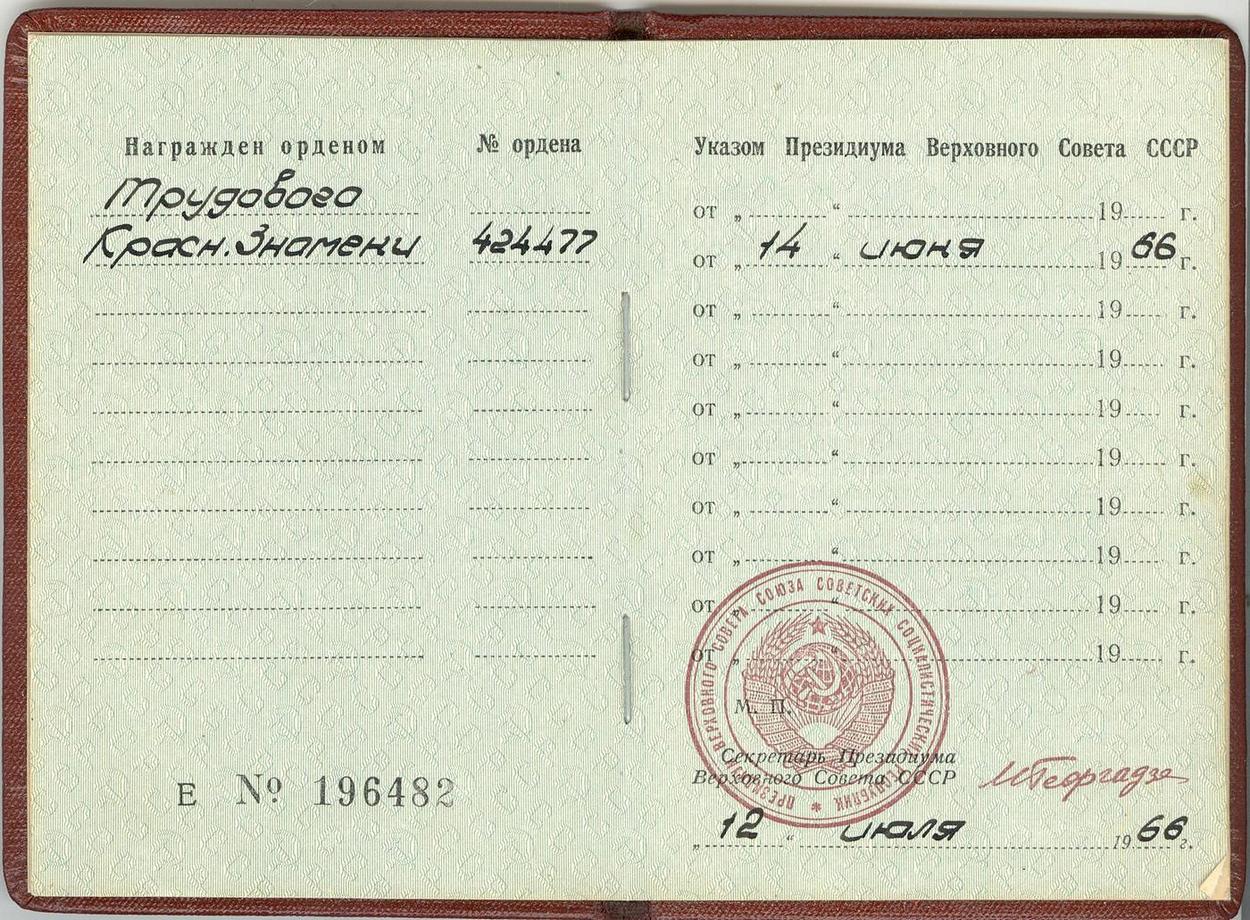 Награжден орденом № ордена
Трудового
Красн. Знамени 424477
Е № 196482
Указом Президиума Верховного Совета СССР
от „ “ 19 г.
от „ 14 “ июня 1966 г.
от „ “ 19 г.
от „ “ 19 г.
от „ “ 19 г.
от „ “ 19 г.
от „ “ 19 г.
от „ “ 19 г.
от „ “ 19 г.
от „ “ 19 г.
ПРЕЗИДИУМ ВЕРХОВНОГО СОВЕТА СОЮЗА СОВЕТСКИХ СОЦИАЛИСТИЧЕСКИХ РЕСПУБЛИК *
М. П.
Секретарь Президиума
Верховного Совета СССР МГеоргадзе
„ 12 “ июля 1966 г.